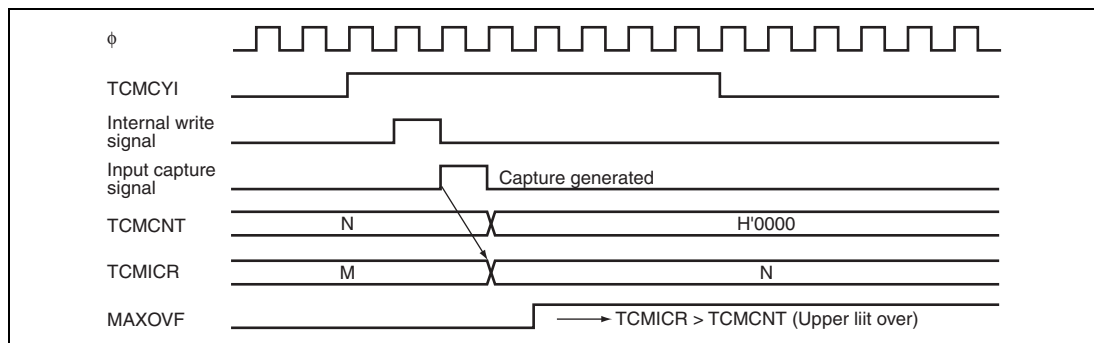 ϕ
TCMCYI
Internal write
signal
Input capture
signal
Capture generated
TCMCNT
N
H'0000
TCMICR
M
N
MAXOVF
TCMICR > TCMCNT (Upper liit over)